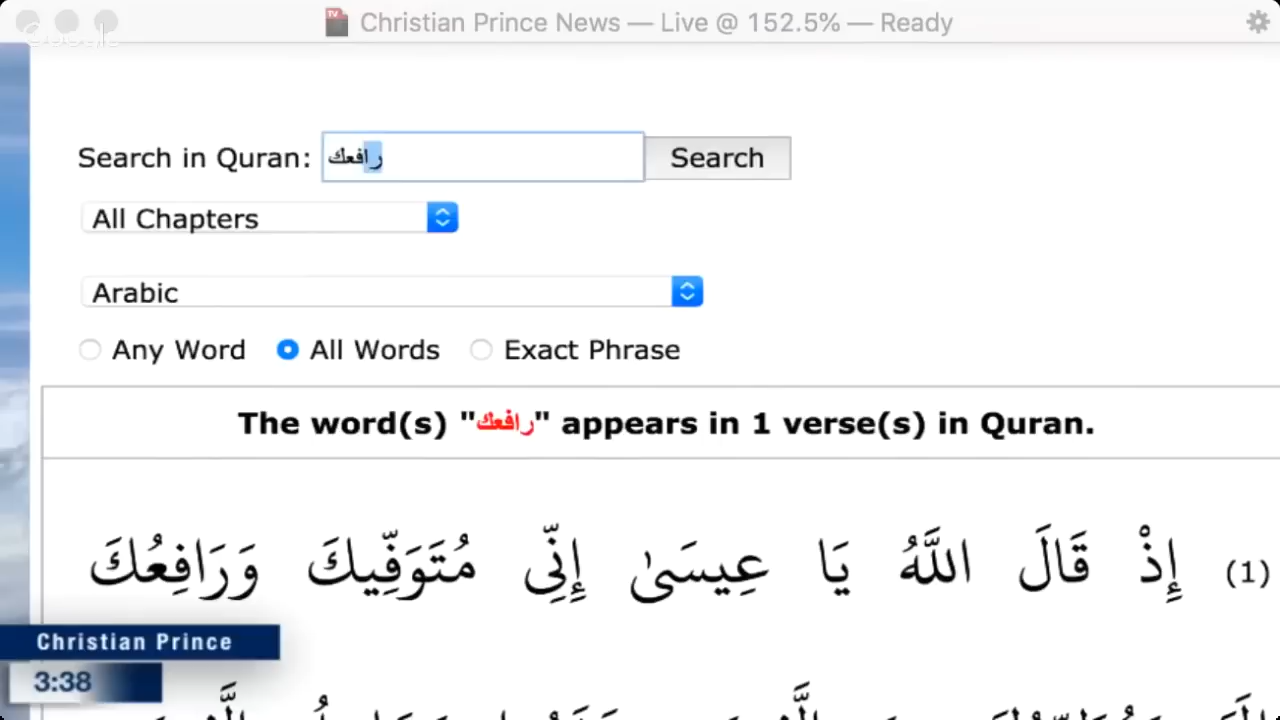 Christian Prince News — Live @ 152.5% — Ready
Search in Quran: رافعك Search
All Chapters
Arabic
Any Word All Words Exact Phrase
The word(s) "رافعك" appears in 1 verse(s) in Quran.
(1) إِذْ قَالَ اللَّهُ يَا عِيسَىٰ إِنِّي مُتَوَفِّيكَ وَرَافِعُكَ
Christian Prince
3:38